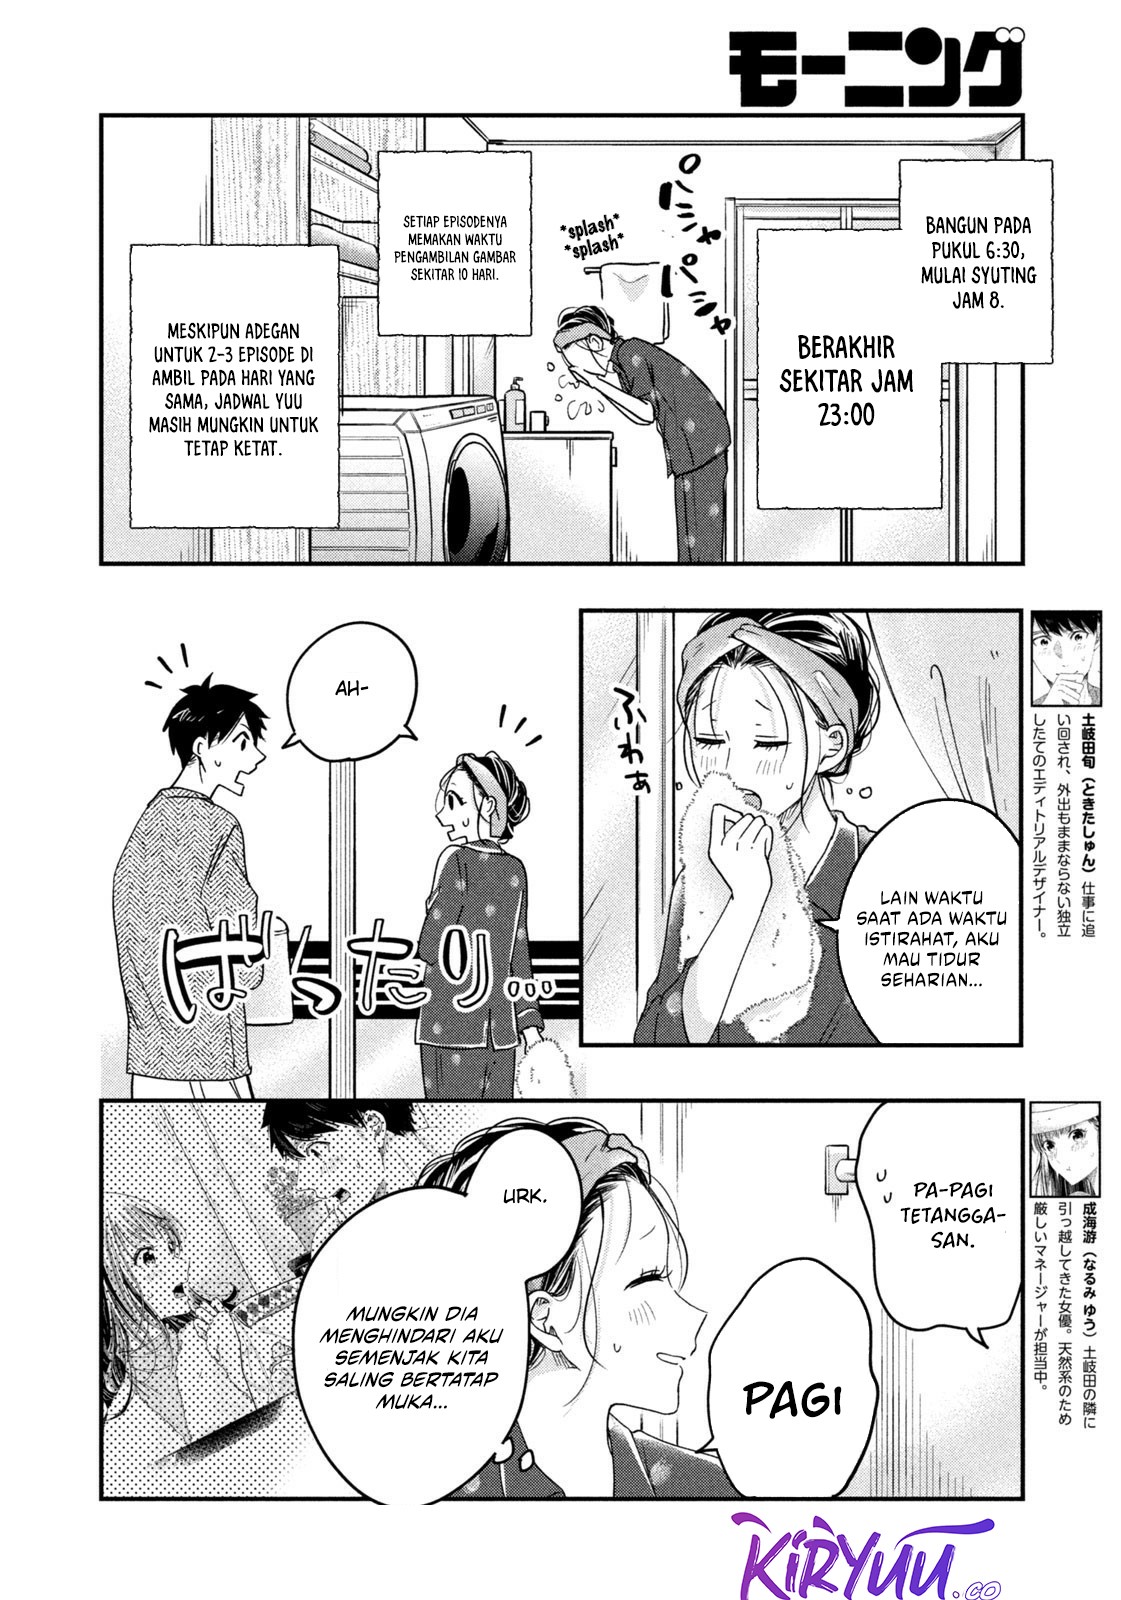 モーニング
BANGUN PADA
PUKUL 6:30,
MULAI SYUTING
JAM 8.
BERAKHIR
SEKITAR JAM
23:00
パシャ
パシャ
*splash*
*splash*
SETIAP EPISODENYA
MEMAKAN WAKTU
PENGAMBILAN GAMBAR
SEKITAR 10 HARI.
MESKIPUN ADEGAN
UNTUK 2-3 EPISODE DI
AMBIL PADA HARI YANG
SAMA, JADWAL YUU
MASIH MUNGKIN UNTUK
TETAP KETAT.
土岐田旬（ときたしゅん）仕事に追
い回され、外出もままならない独立
したてのエディトリアルデザイナー。
ふわぁ
LAIN WAKTU
SAAT ADA WAKTU
ISTIRAHAT, AKU
MAU TIDUR
SEHARIAN...
AH-
ばったり...
成海游（なるみゆう）土岐田の隣に
引っ越してきた女優。天然系のため
厳しいマネージャーが担当中。
PA-PAGI
TETANGGA-
SAN.
PAGI
URK.
MUNGKIN DIA
MENGHINDARI AKU
SEMENJAK KITA
SALING BERTATAP
MUKA...
KIRYUU.CO